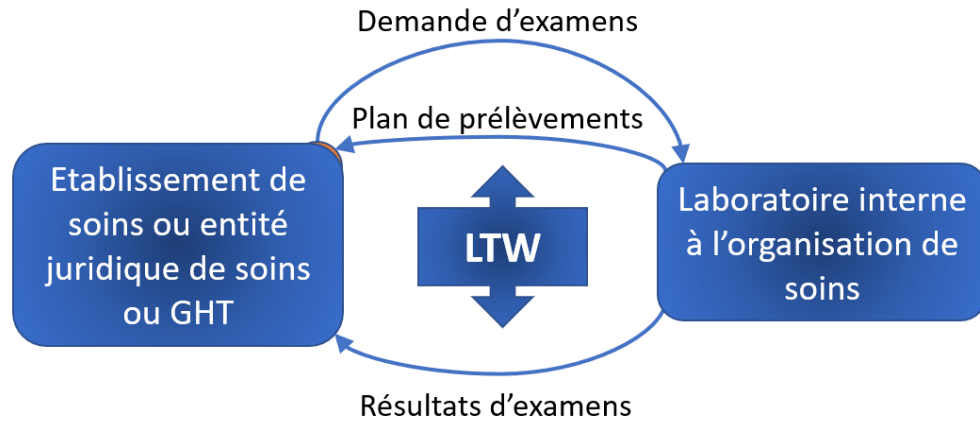 Demande d’examens
Plan de prélèvements
Etablissement de
soins ou entité
juridique de soins
ou GHT
LTW
Laboratoire interne
à l’organisation de
soins
Résultats d’examens